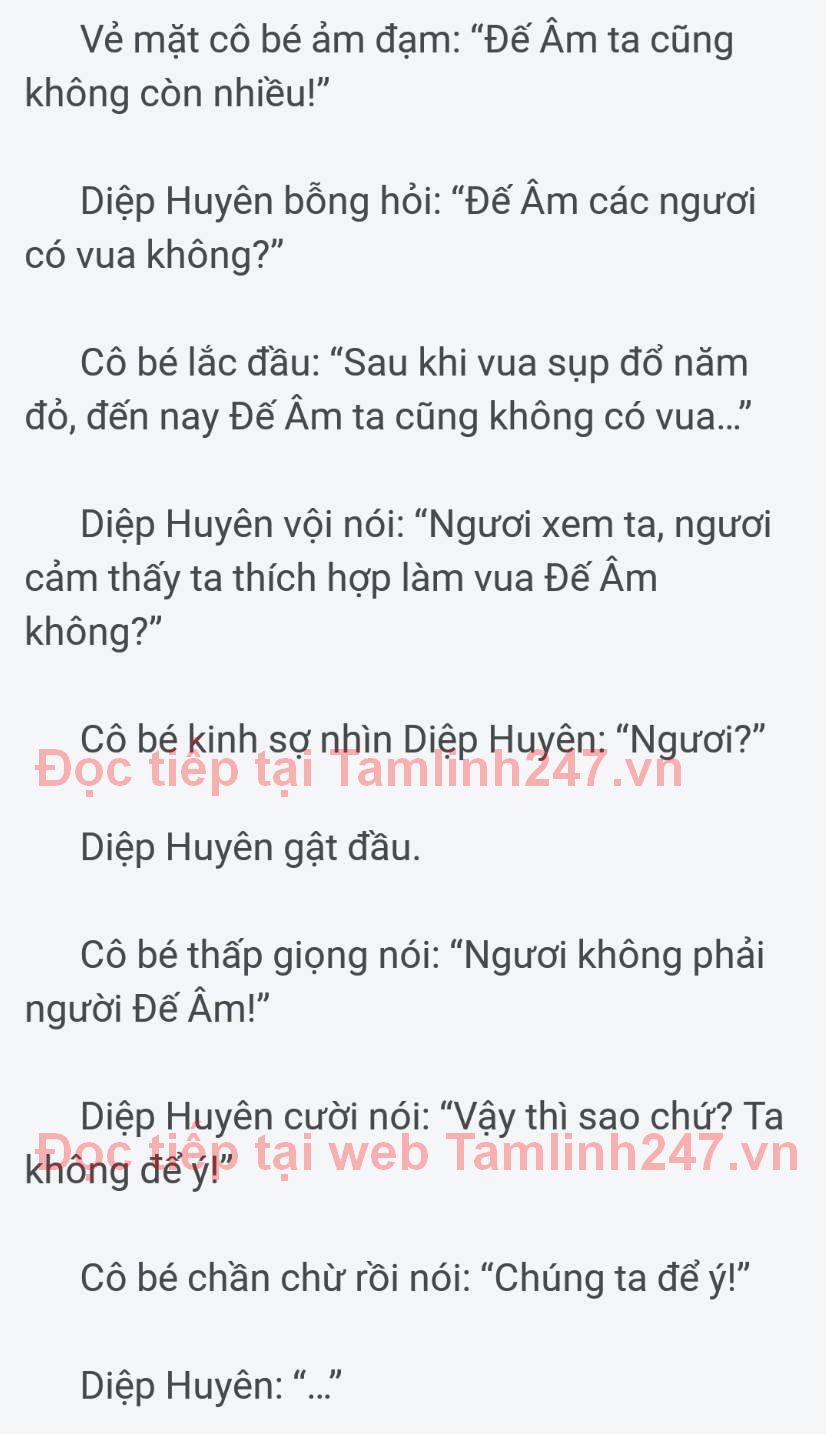 Vẻ mặt cô bé ảm đạm: “Đế Âm ta cũng
không còn nhiều!”
Diệp Huyên bỗng hỏi: “Đế Âm các ngươi
có vua không?”
Cô bé lắc đầu: “Sau khi vua sụp đổ năm
đỏ, đến nay Đế Âm ta cũng không có vua...”
Diệp Huyên vội nói: “Ngươi xem ta, ngươi
cảm thấy ta thích hợp làm vua Đế Âm
không?”
Cô bé kinh sợ nhìn Diệp Huyên: “Ngươi?”
Đọc tiếp tại Tamlinh247.vn
Diệp Huyên gật đầu.
Cô bé thấp giọng nói: “Ngươi không phải
người Đế Âm!”
Diệp Huyên cười nói: “Vậy thì sao chứ? Ta
Đọc tiếp tại web Tamlinh247.vn
không để ý!”
Cô bé chần chừ rồi nói: “Chúng ta để ý!”
Diệp Huyên: “...”